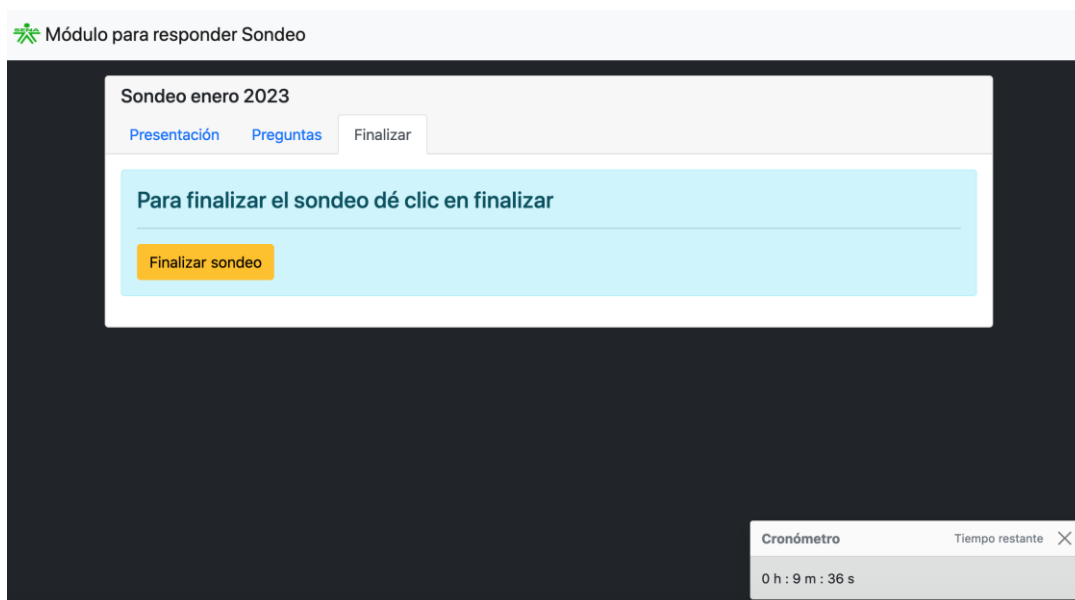 Módulo para responder Sondeo
Sondeo enero 2023
Presentación Preguntas Finalizar
Para finalizar el sondeo dé clic en finalizar
Finalizar sondeo
Cronómetro Tiempo restante
0 h : 9 m : 36 s